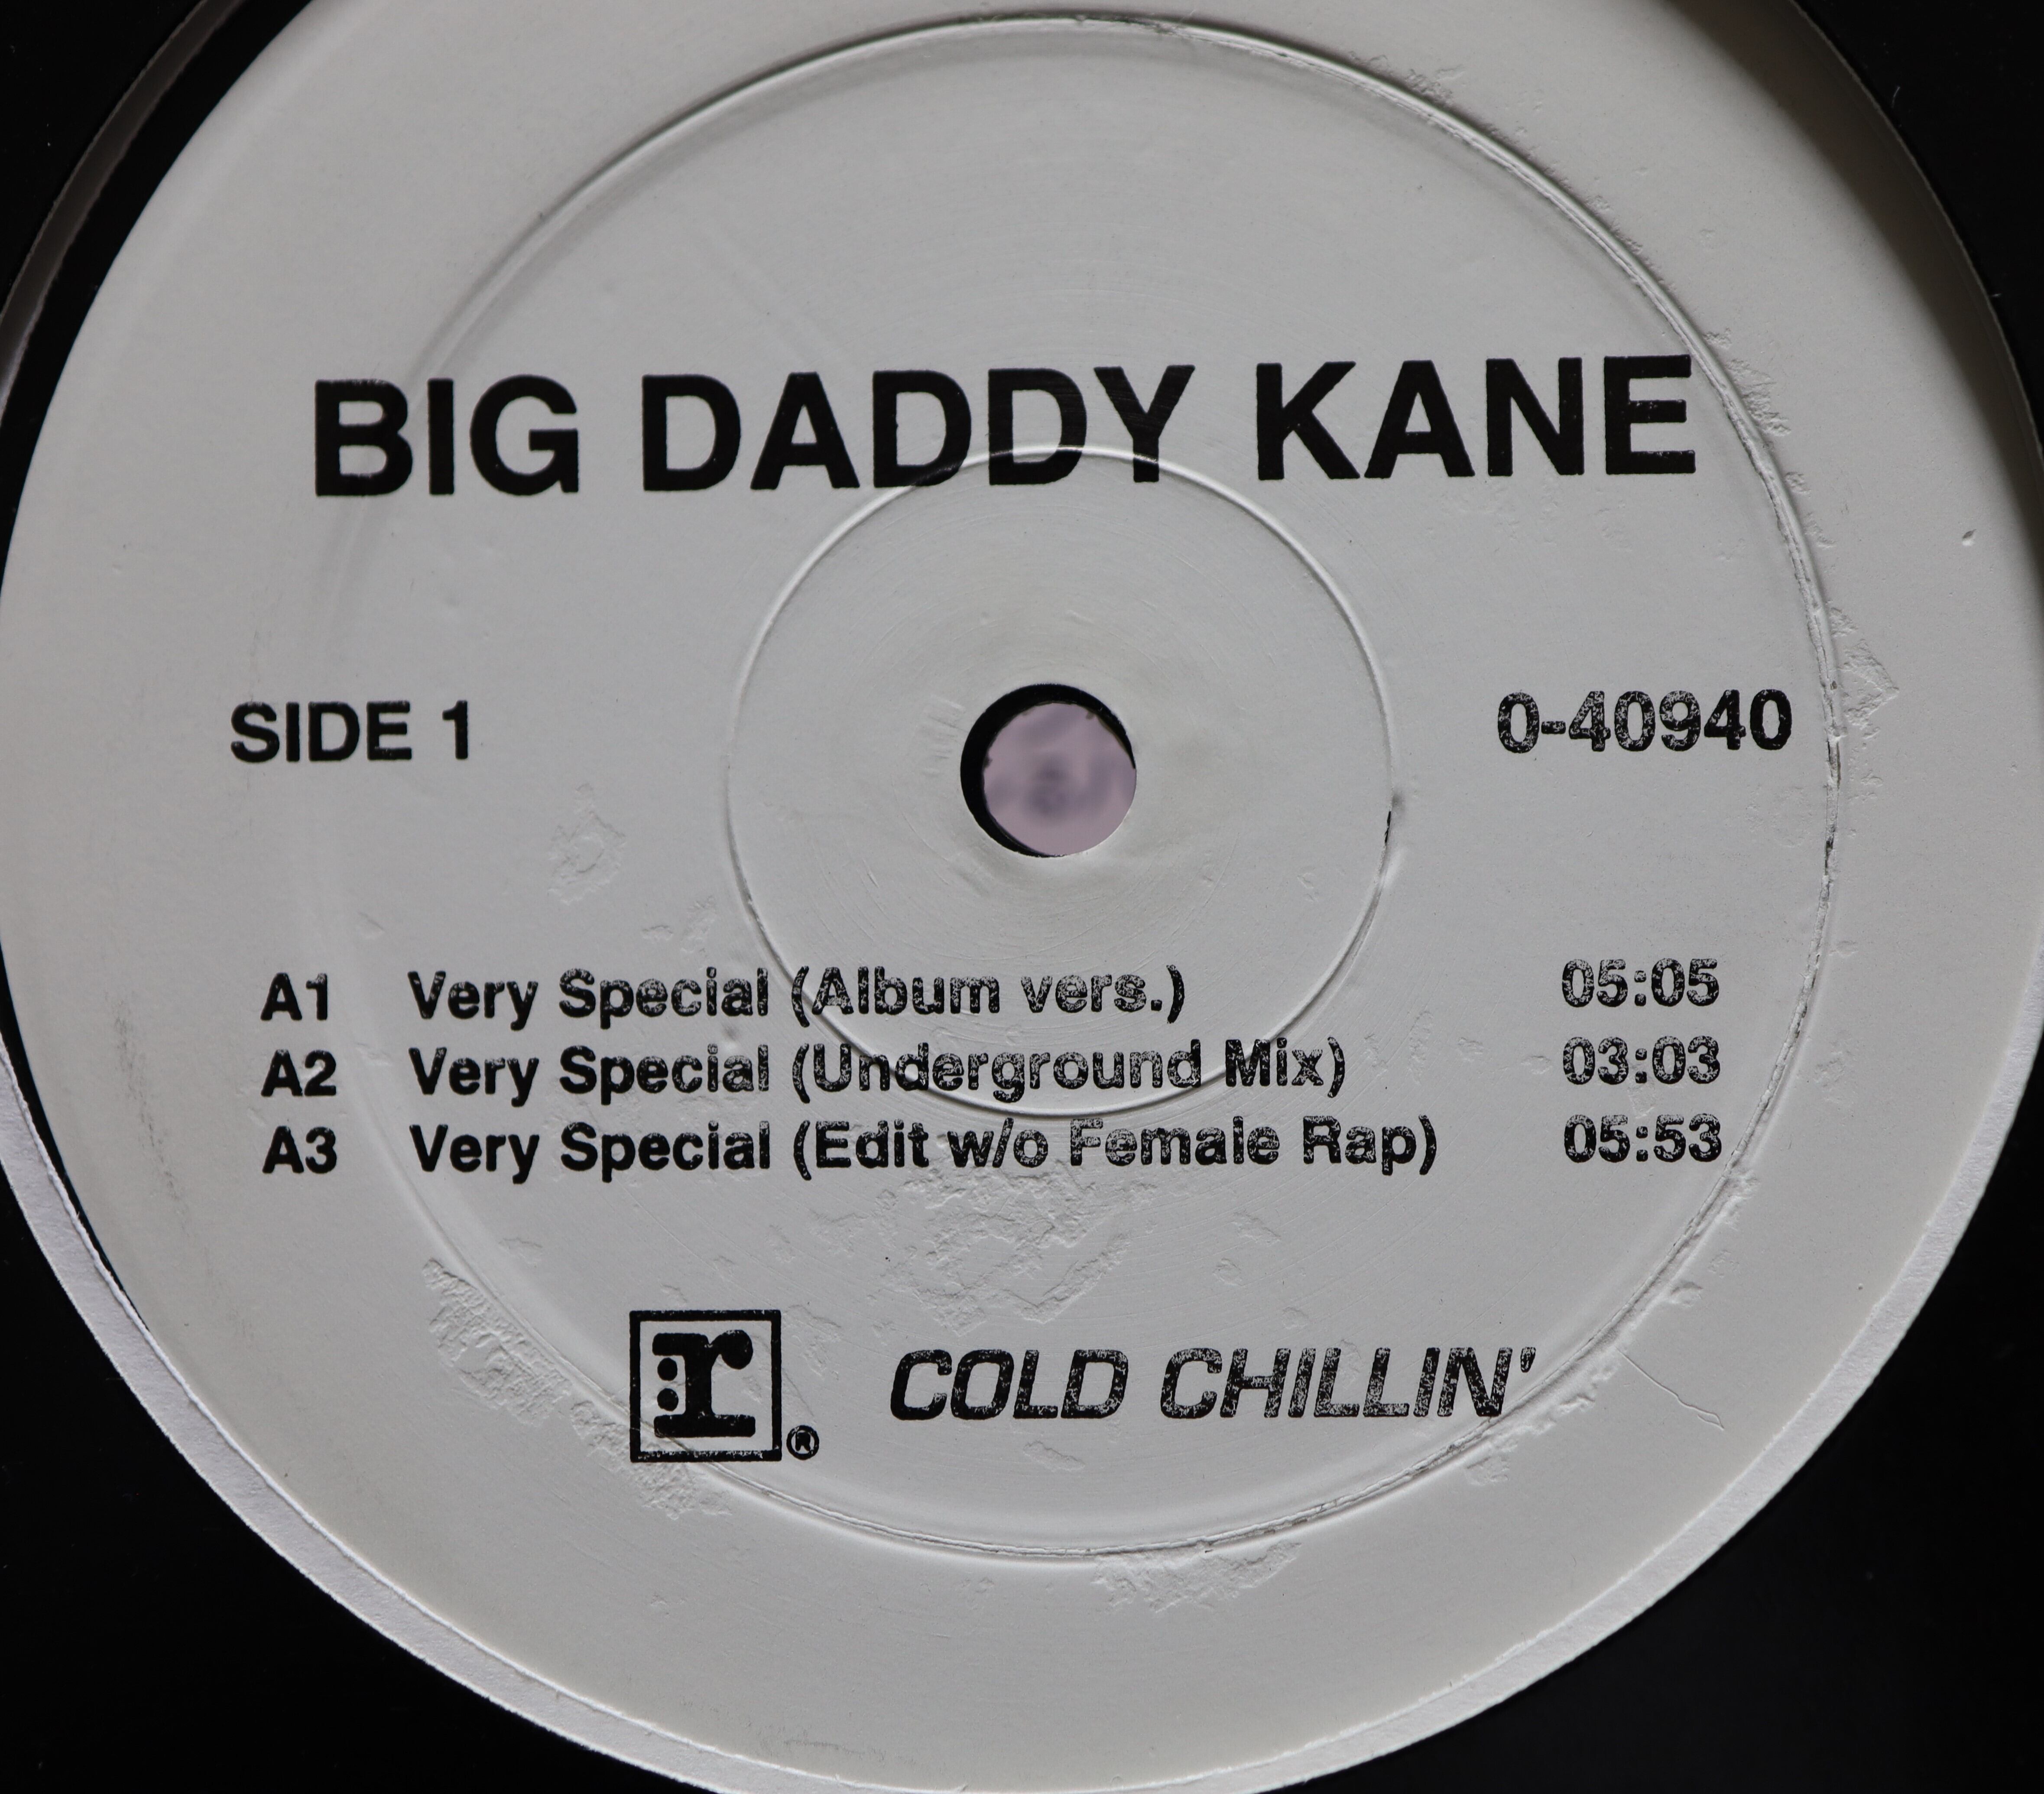 BIG DADDY KANE
SIDE 1
0-40940
A1 Very Special (Album vers.) 05:05
A2 Very Special (Underground Mix) 03:03
A3 Very Special (Edit w/o Female Rap) 05:53
:r ® COLD CHILLIN'